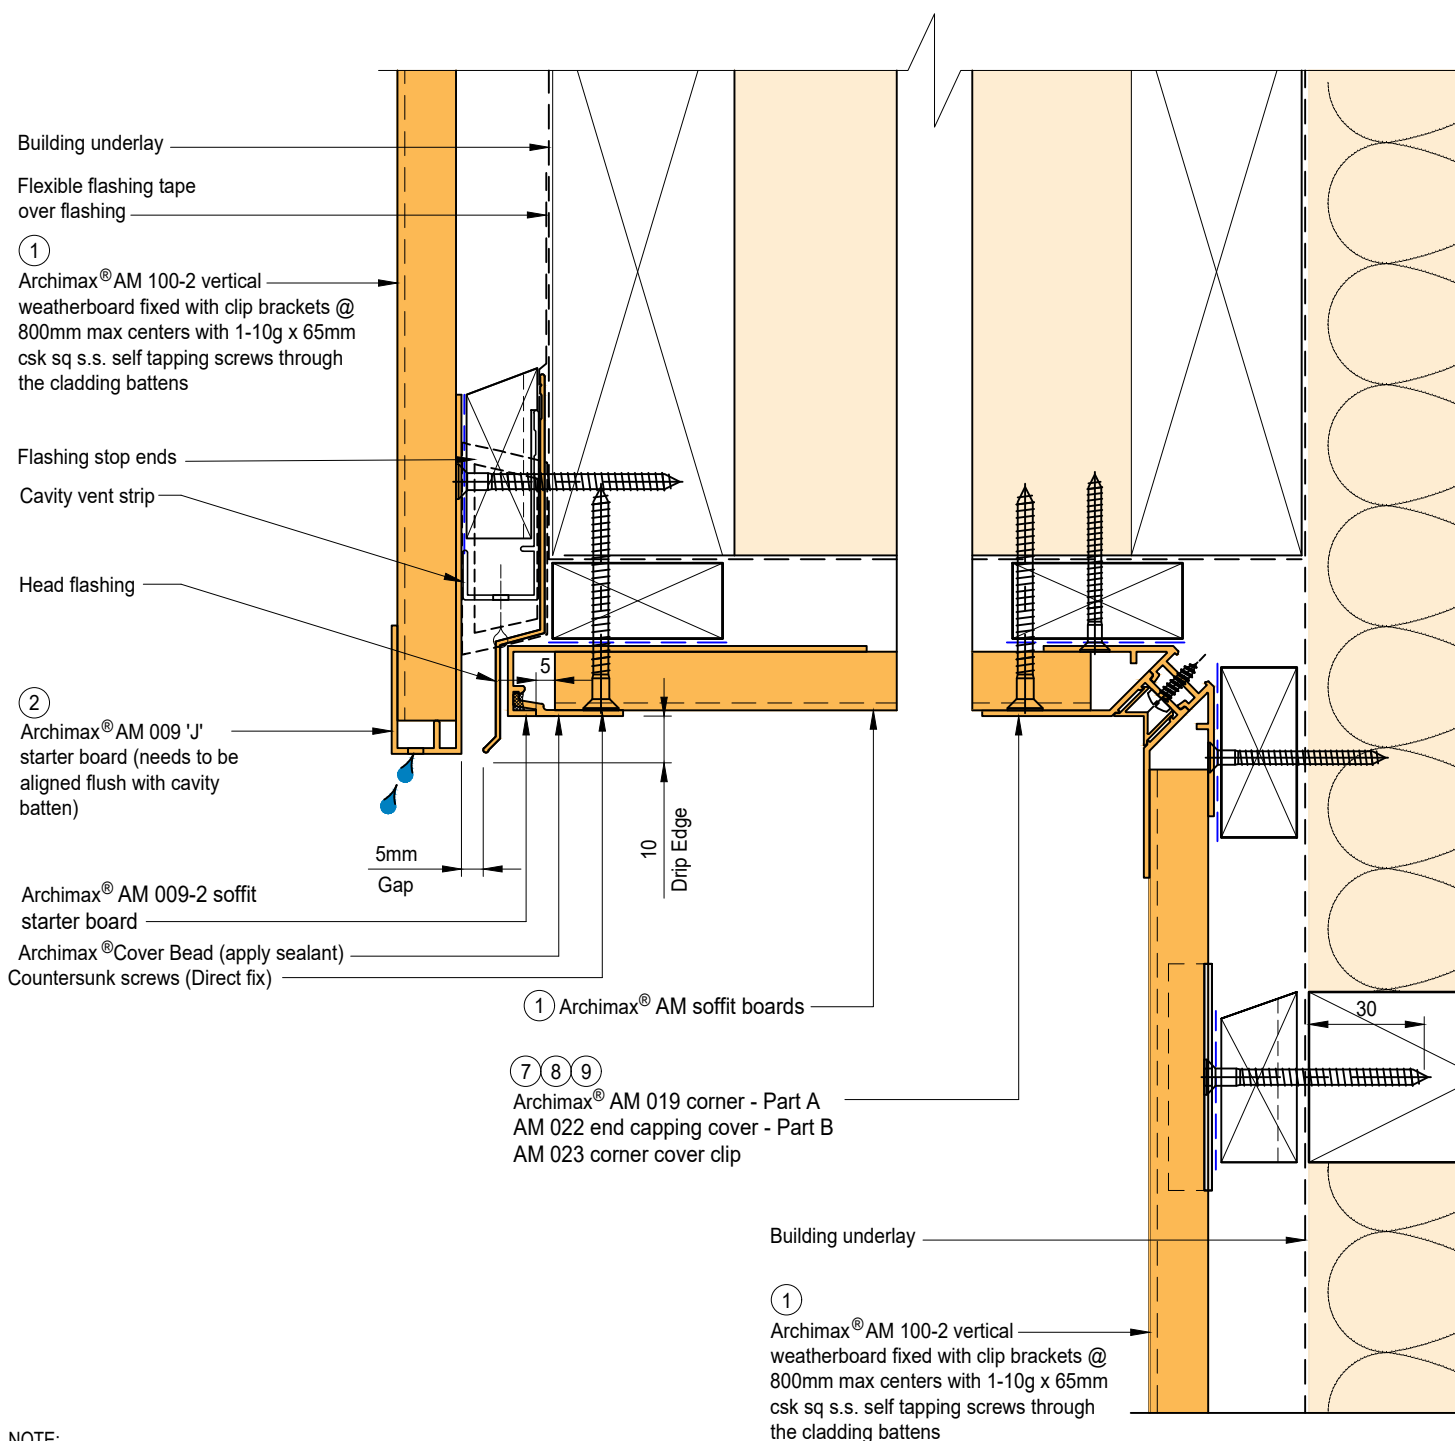 Building underlay
Flexible flashing tape
over flashing
1
Archimax® AM 100-2 vertical
weatherboard fixed with clip brackets @
800mm max centers with 1-10g x 65mm
csk sq s.s. self tapping screws through
the cladding battens
Flashing stop ends
Cavity vent strip
Head flashing
5
2
Archimax® AM 009 'J'
starter board (needs to be
aligned flush with cavity
batten)
5mm
Gap
10
Drip Edge
Archimax® AM 009-2 soffit
starter board
Archimax® Cover Bead (apply sealant)
Countersunk screws (Direct fix)
1 Archimax® AM soffit boards
30
7 8 9
Archimax® AM 019 corner - Part A
AM 022 end capping cover - Part B
AM 023 corner cover clip
Building underlay
1
Archimax® AM 100-2 vertical
weatherboard fixed with clip brackets @
800mm max centers with 1-10g x 65mm
csk sq s.s. self tapping screws through
the cladding battens
NOTE: